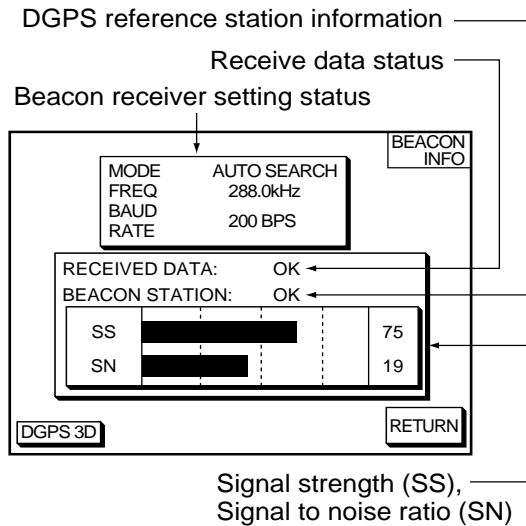 DGPS reference station information
Receive data status
Beacon receiver setting status
BEACON
INFO
MODE AUTO SEARCH
FREQ 288.0kHz
BAUD
RATE 200 BPS
RECEIVED DATA: OK
BEACON STATION: OK
SS 75
SN 19
DGPS 3D
RETURN
Signal strength (SS),
Signal to noise ratio (SN)